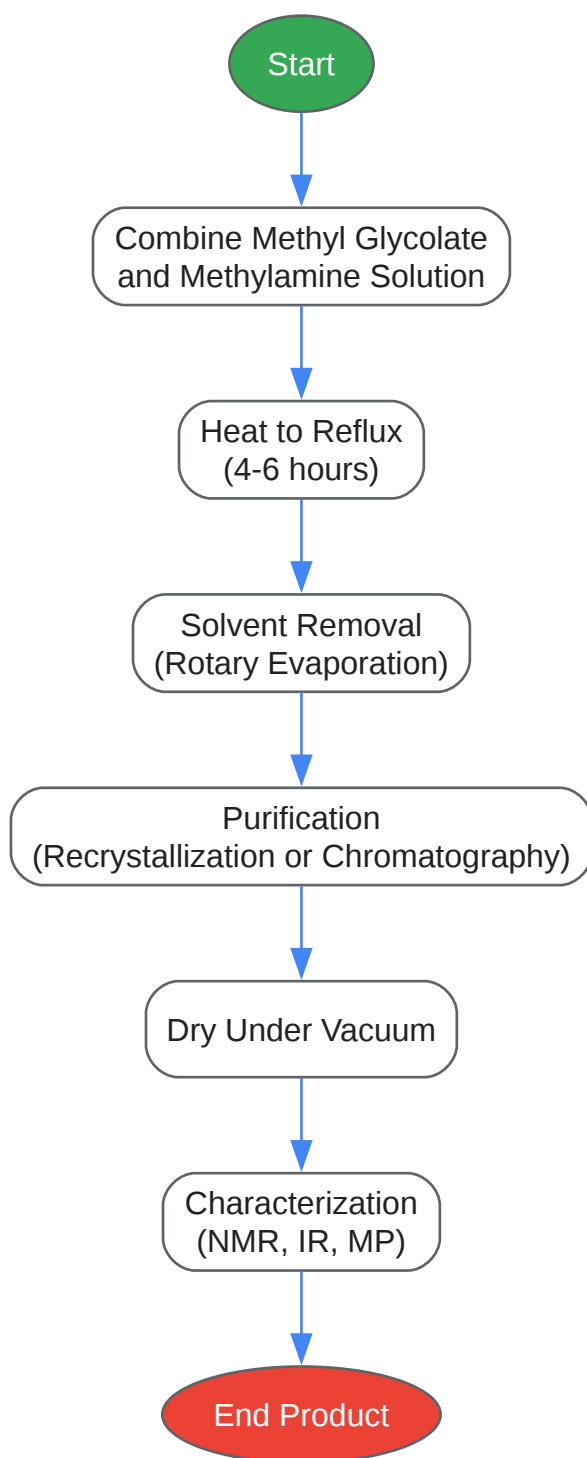 Start
Combine Methyl Glycolate
and Methylamine Solution
Heat to Reflux
(4-6 hours)
Solvent Removal
(Rotary Evaporation)
Purification
(Recrystallization or Chromatography)
Dry Under Vacuum
Characterization
(NMR, IR, MP)
End Product